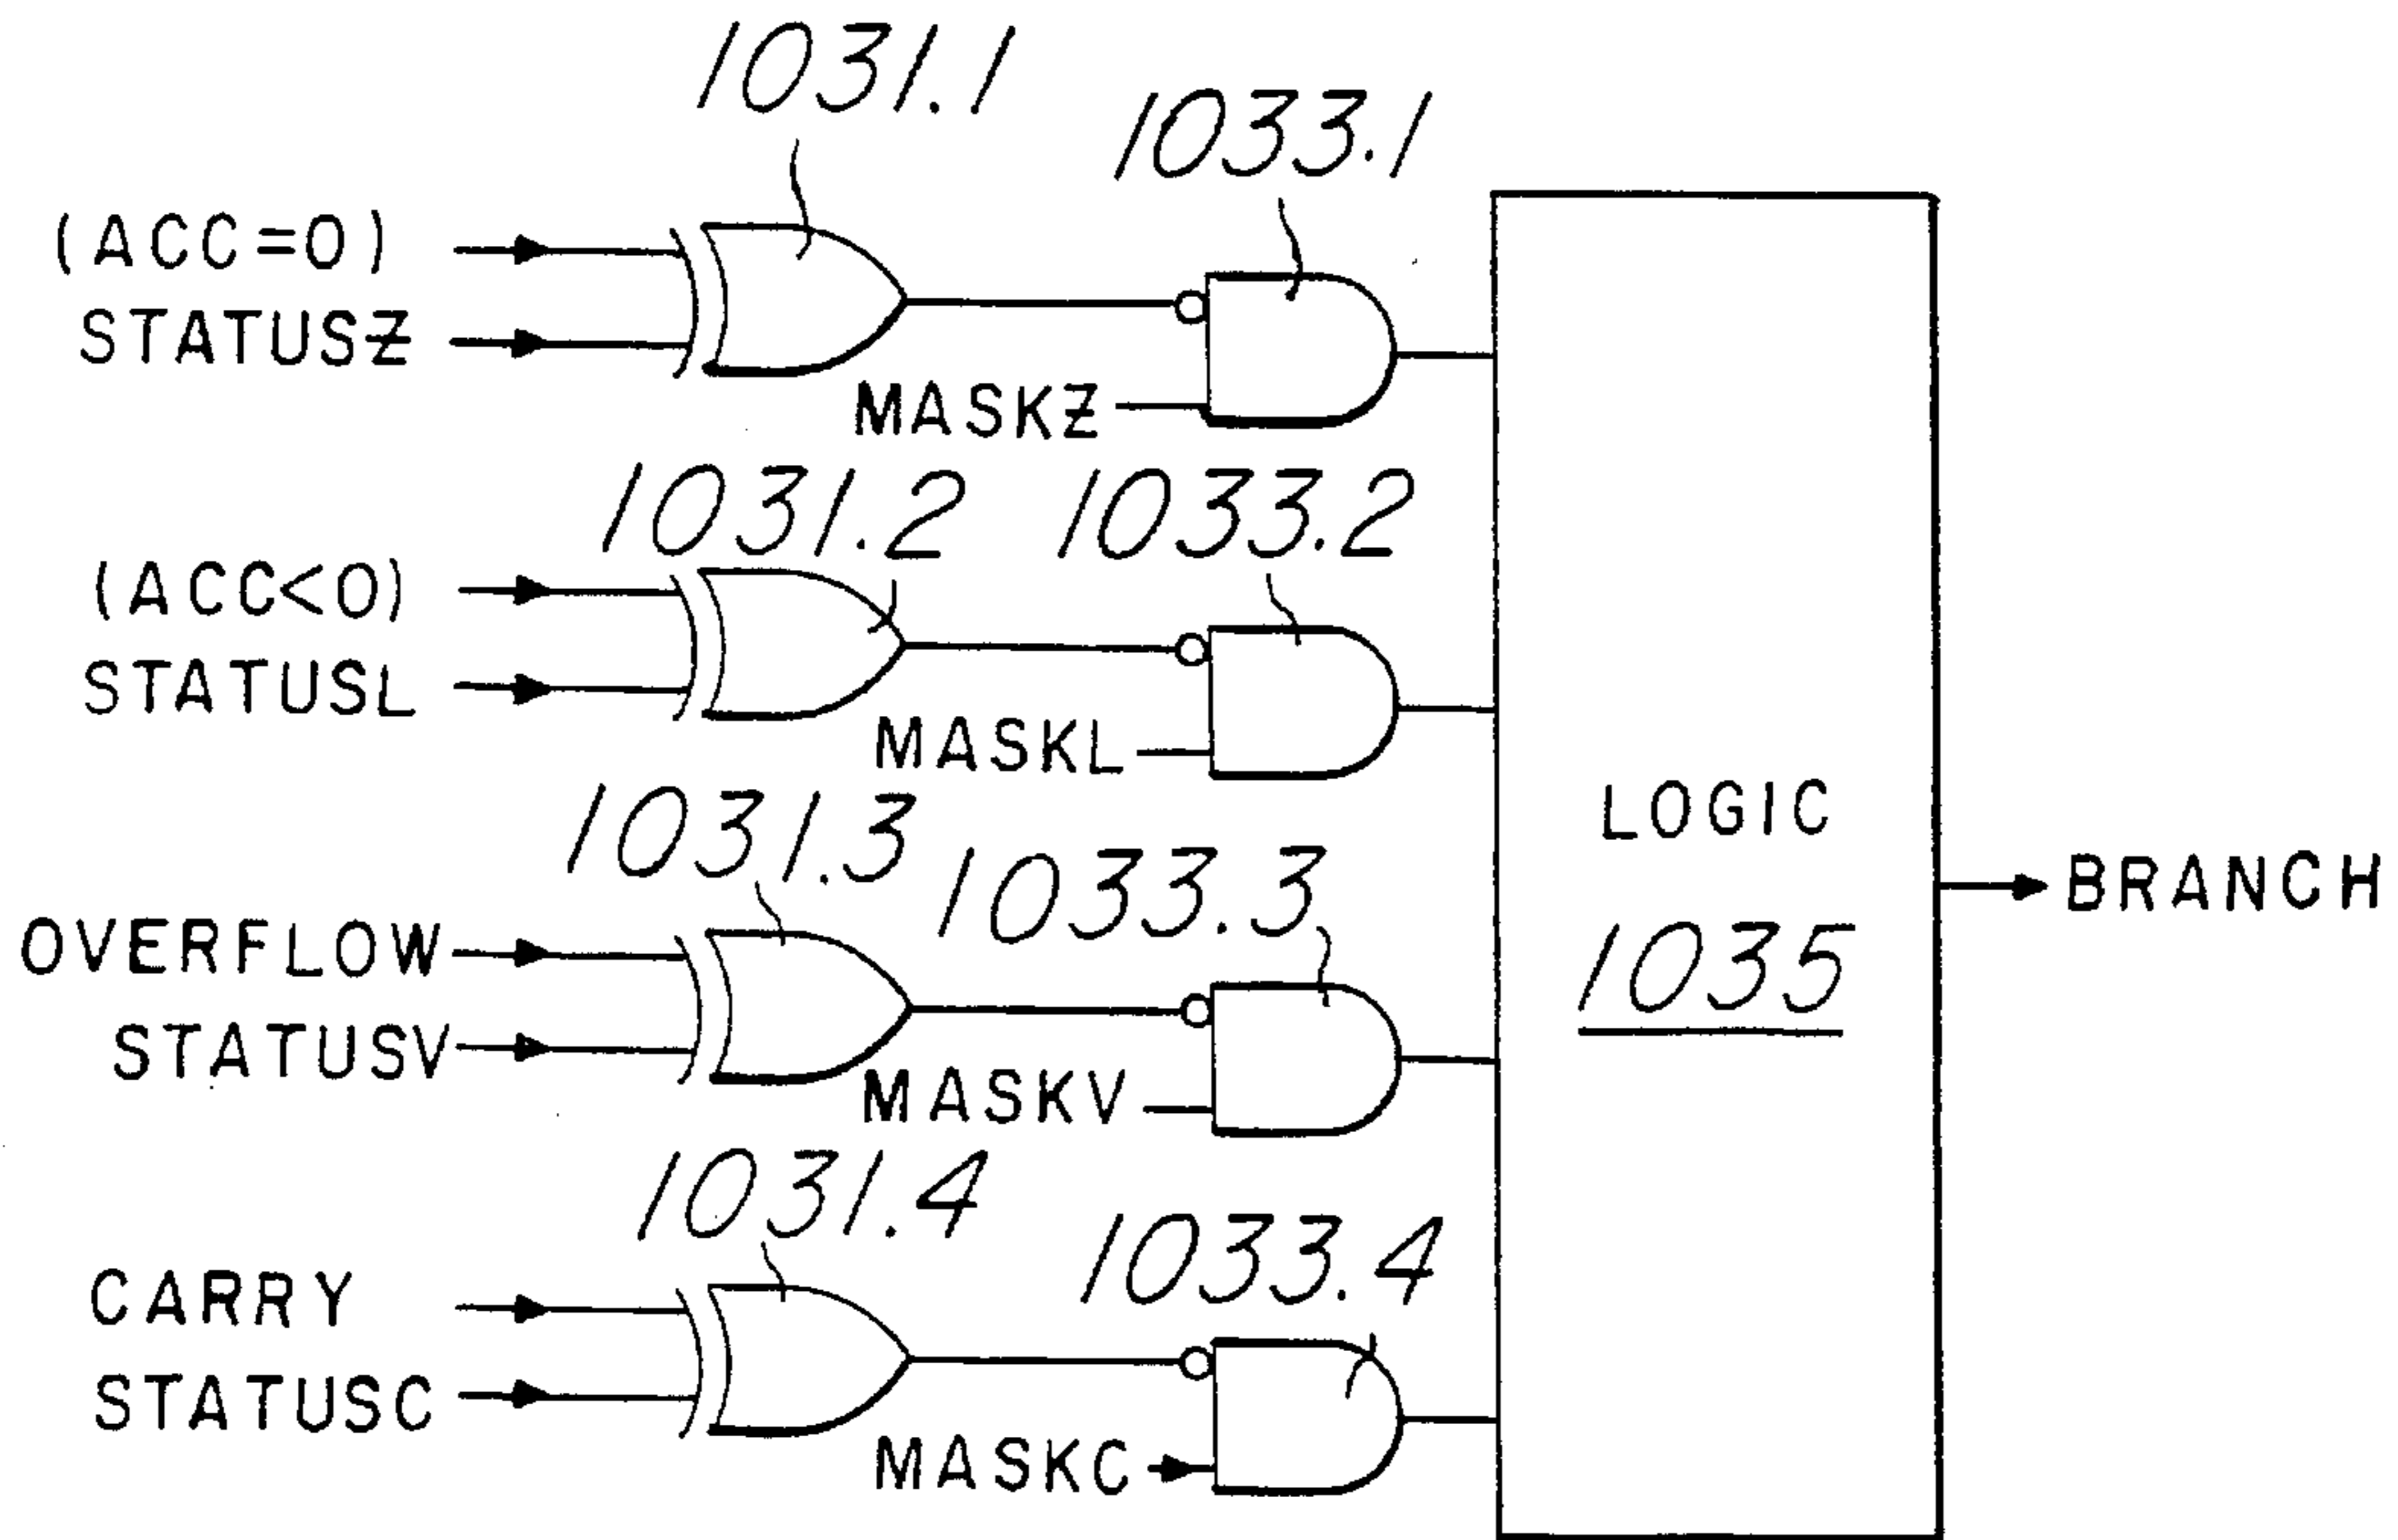 1031.1
1033.1
(ACC=0)
STATUSZ
MASKZ
1031.2
1033.2
(ACC<0)
STATUSL
MASKL
1031.3
1033.3
OVERFLOW
STATUSV
MASKV
LOGIC
1035
BRANCH
1031.4
1033.4
CARRY
STATUSC
MASKC